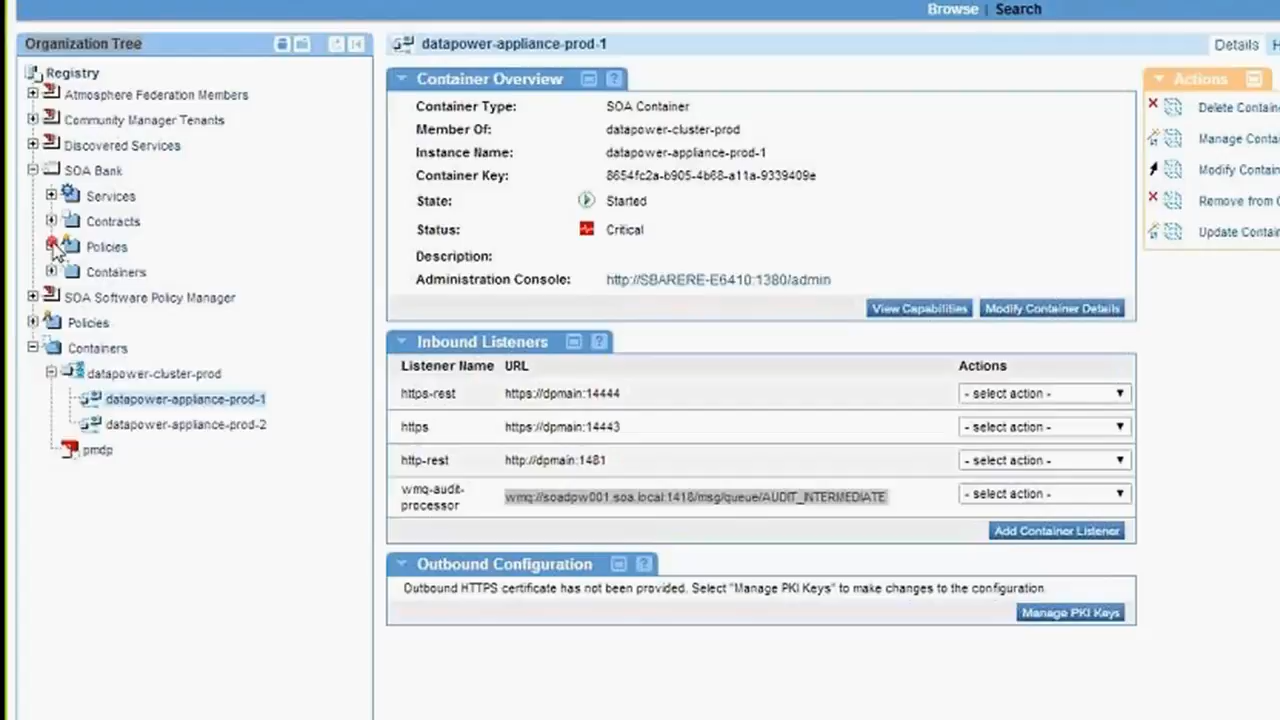 Browse | Search
Organization Tree
Registry
Atmosphere Federation Members
Community Manager Tenants
Discovered Services
SOA Bank
Services
Contracts
Policies
Containers
SOA Software Policy Manager
Policies
Containers
datapower-cluster-prod
datapower-appliance-prod-1
datapower-appliance-prod-2
pmdp
datapower-appliance-prod-1
Details
Container Overview
Container Type: SOA Container
Member Of: datapower-cluster-prod
Instance Name: datapower-appliance-prod-1
Container Key: 8654fc2a-b905-4b68-a11a-9339409e
State: Started
Status: Critical
Description:
Administration Console: http://SBARERE-E6410:1380/admin
View Capabilities Modify Container Details
Inbound Listeners
Listener Name URL Actions
https-rest https://dpmain:14444 - select action -
https https://dpmain:14443 - select action -
http-rest http://dpmain:1481 - select action -
wmq-audit-
processor wmq://soadpw001.soa.local:1418/msg/queue/AUDIT_INTERMEDIATE - select action -
Add Container Listener
Outbound Configuration
Outbound HTTPS certificate has not been provided. Select "Manage PKI Keys" to make changes to the configuration
Manage PKI Keys
Actions
Delete Contain
Manage Conta
Modify Contain
Remove from
Update Contai